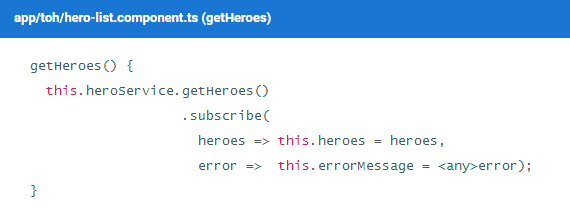 app/toh/hero-list.component.ts (getHeroes)
getHeroes() {
this.heroService.getHeroes()
.subscribe(
heroes => this.heroes = heroes,
error => this.errorMessage = <any>error);
}